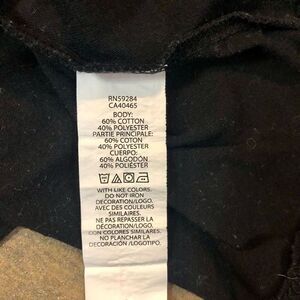 RN59284
CA40465
BODY:
60% COTTON
40% POLYESTER
PARTIE PRINCIPALE:
60% COTON
40% POLYESTER
CUERPO:
60% ALGODÓN
40% POLIÉSTER
WITH LIKE COLORS.
DO NOT IRON
DECORATION/LOGO.
AVEC DES COULEURS
SIMILAIRES.
NE PAS REPASSER LA
DÉCORATION/LOGO.
CON COLORES SIMILARES.
NO PLANCHAR LA
DECORACIÓN /LOGOTIPO.